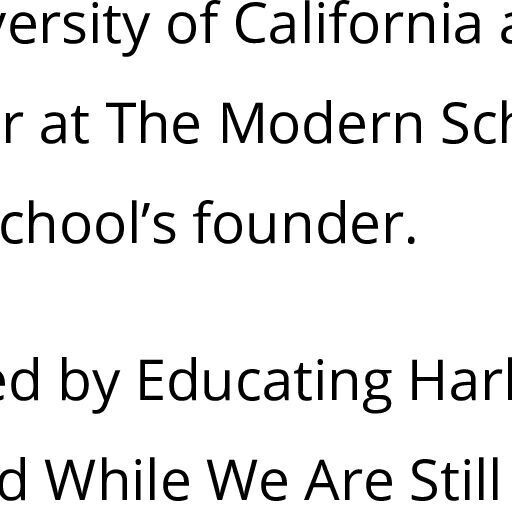 versity of California a
r at The Modern Sch
chool’s founder.
ed by Educating Harl
d While We Are Still